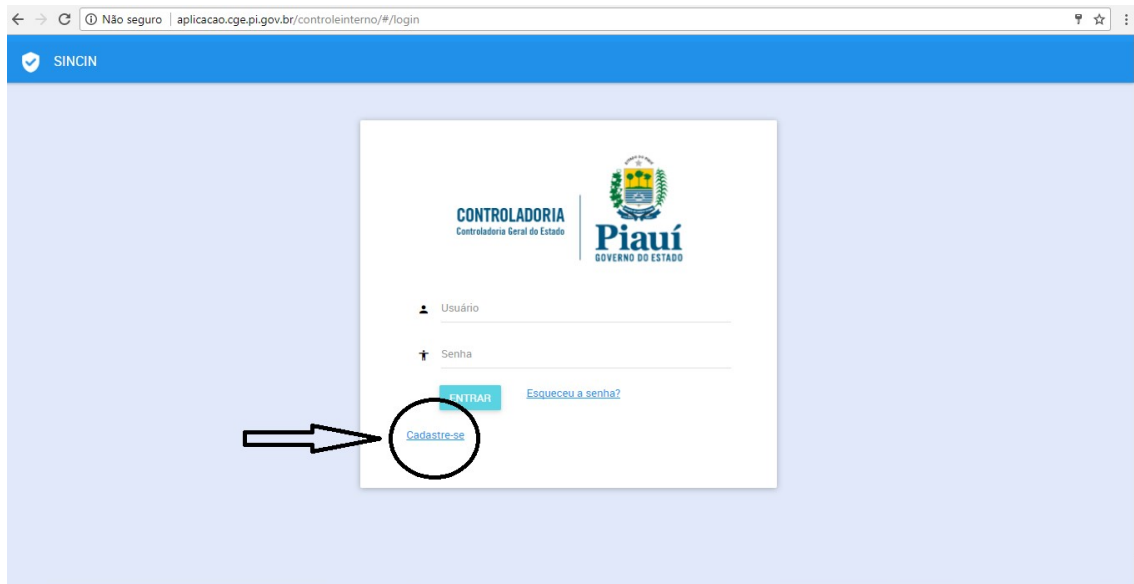 Não seguro | aplicacao.cge.pi.gov.br/controleinterno/#/login
SINCIN
CONTROLADORIA
Controladoria Geral do Estado
Piauí
GOVERNO DO ESTADO
Usuário
Senha
ENTRAR Esqueceu a senha?
Cadastre-se